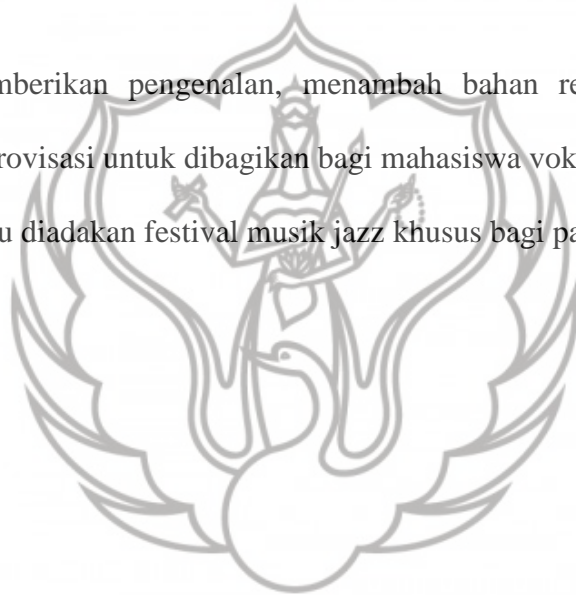 mberikan pengenalan, menambah bahan re
rovisasi untuk dibagikan bagi mahasiswa vok
u diadakan festival musik jazz khusus bagi pa